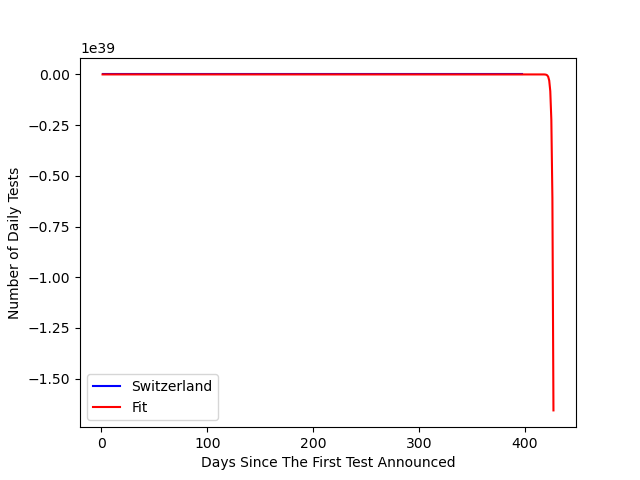 1e39
0.00
−0.25
−0.50
−0.75
−1.00
−1.25
−1.50
Number of Daily Tests
Switzerland
Fit
0
100
200
300
400
Days Since The First Test Announced